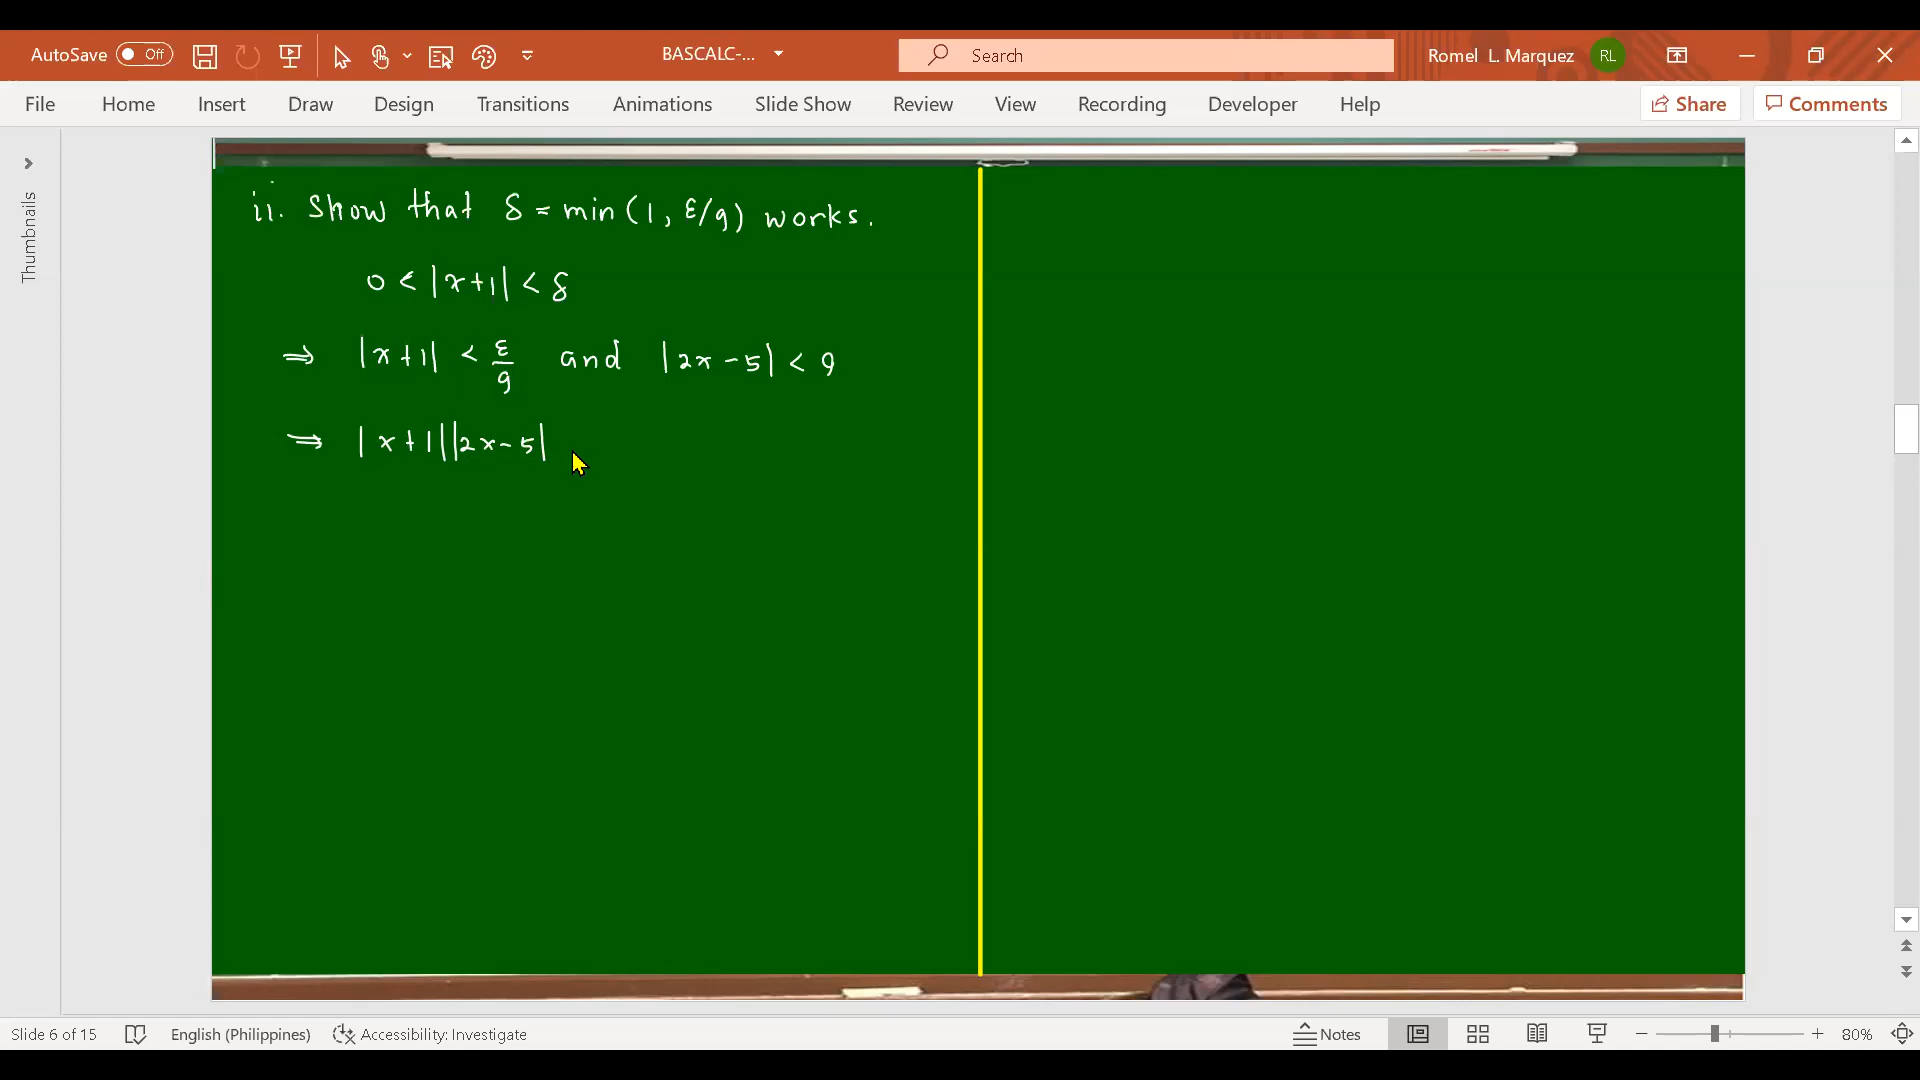 AutoSave Off BASCALC-... Search Romel L. Marquez RL
File Home Insert Draw Design Transitions Animations Slide Show Review View Recording Developer Help Share Comments
Thumbnails
ii. Show that δ = min(1, ε/9) works.
0 < |x+1| < δ
⇒ |x+1| < ε/9 and |2x-5| < 9
⇒ |x+1||2x-5|
Slide 6 of 15 English (Philippines) Accessibility: Investigate Notes 80%